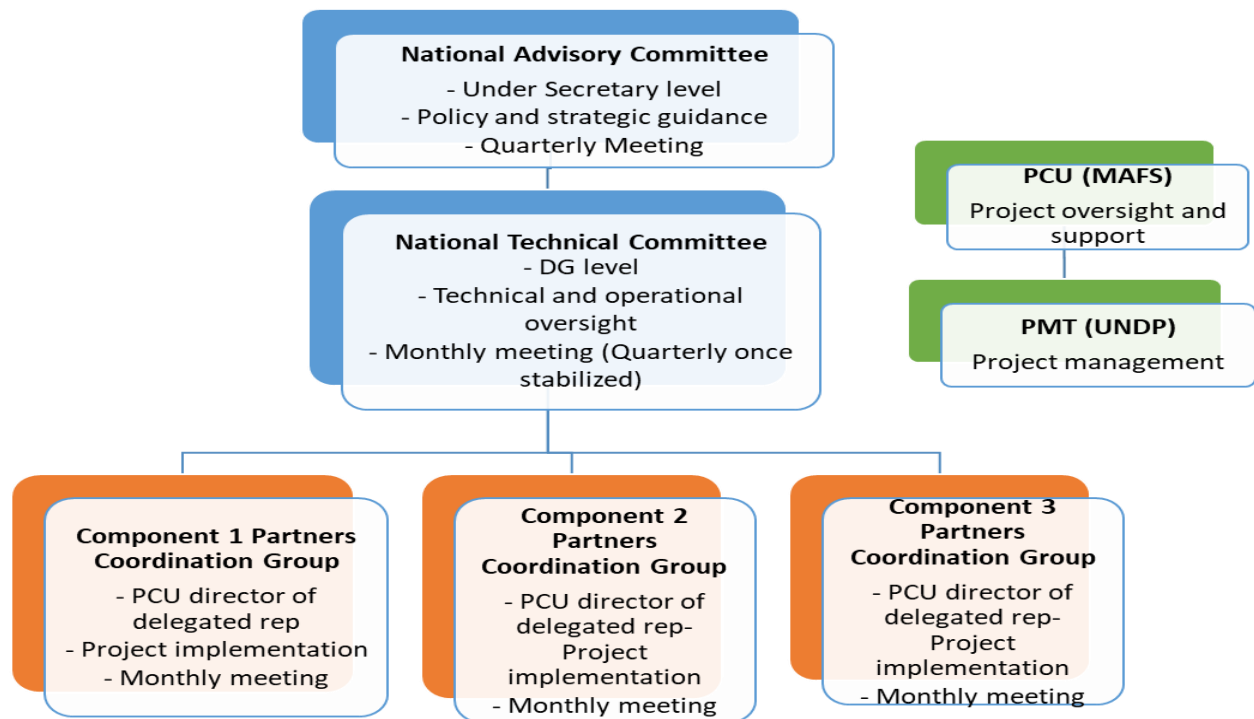 National Advisory Committee
- Under Secretary level
- Policy and strategic guidance
- Quarterly Meeting
PCU (MAFS)
Project oversight and
support
National Technical Committee
- DG level
- Technical and operational
oversight
- Monthly meeting (Quarterly once
stabilized)
PMT (UNDP)
Project management
Component 1 Partners
Coordination Group
- PCU director of
delegated rep
- Project implementation
- Monthly meeting
Component 2
Partners
Coordination Group
- PCU director of
delegated rep-
Project
implementation
- Monthly meeting
Component 3
Partners
Coordination Group
- PCU director of
delegated rep-
Project
implementation
- Monthly meeting